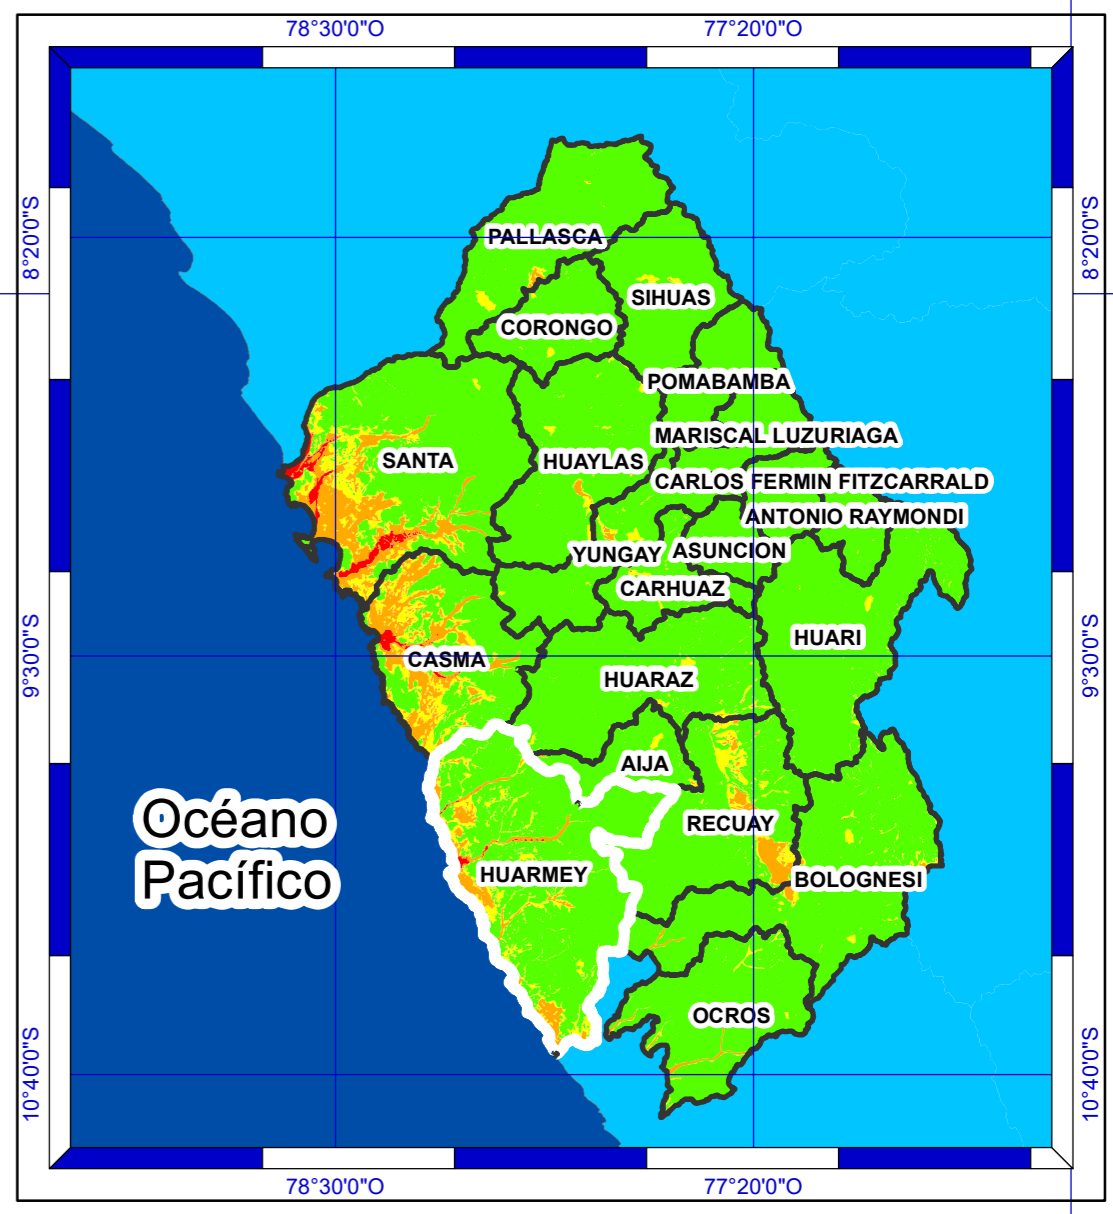 78°30'0"O 77°20'0"O
8°20'0"S 8°20'0"S
PALLASCA
SIHUAS
CORONGO
POMABAMBA
MARISCAL LUZURIAGA
SANTA
HUAYLAS
CARLOS FERMIN FITZCARRALD
ANTONIO RAYMONDI
YUNGAY
ASUNCION
CARHUAZ
HUARI
9°30'0"S 9°30'0"S
CASMA
HUARAZ
AIJA
Océano
Pacífico
RECUAY
HUARMEY
BOLOGNESI
OCROS
10°40'0"S 10°40'0"S
78°30'0"O 77°20'0"O